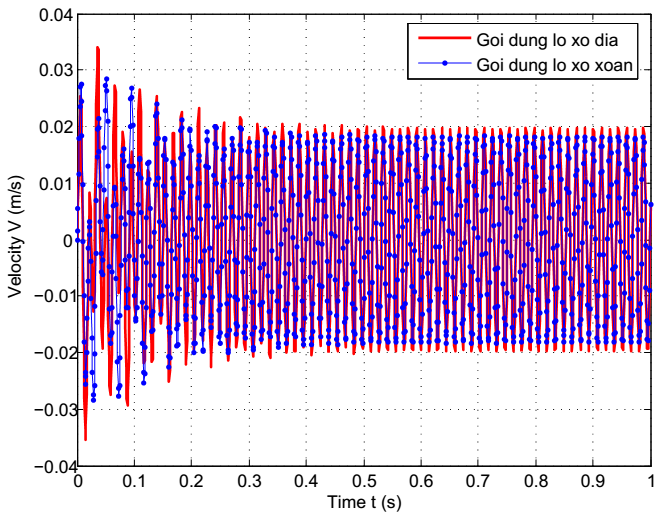 0.04
0.03
0.02
0.01
0
−0.01
−0.02
−0.03
−0.04
Velocity V (m/s)
Goi dung lo xo dia
Goi dung lo xo xoan
0 0.1 0.2 0.3 0.4 0.5 0.6 0.7 0.8 0.9 1
Time t (s)